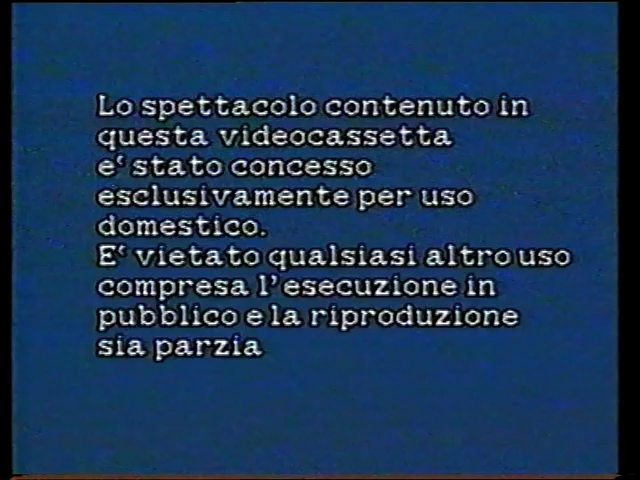 Lo spettacolo contenuto in
questa videocassetta
e‘ stato concesso
esclusivamente per uso
domestico.
E‘ vietato qualsiasi altro uso
compresa l'esecuzione in
pubblico e la riproduzione
sia parzia